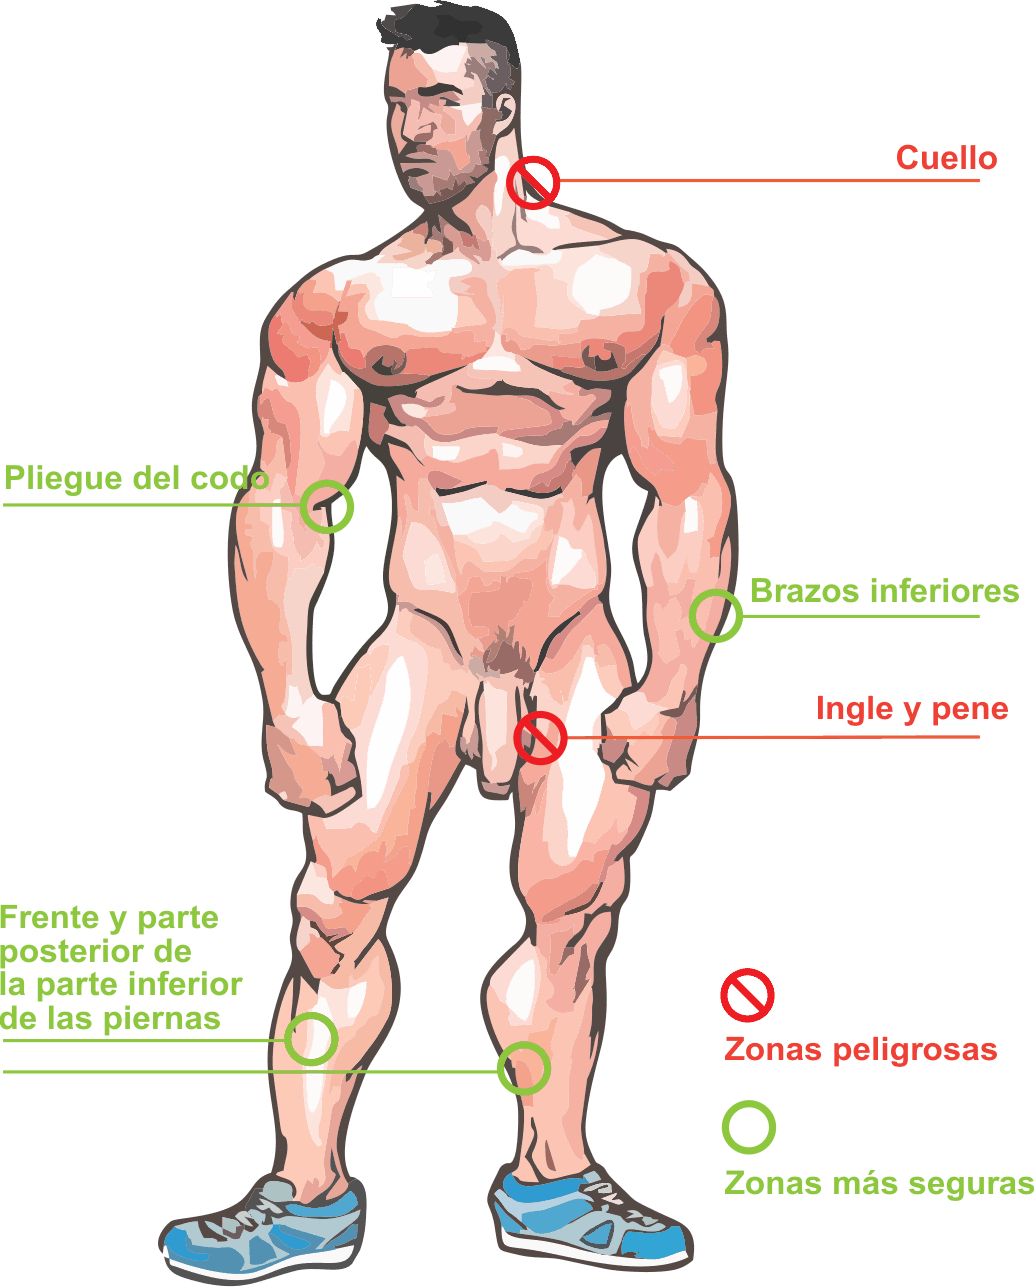 Cuello
Pliegue del codo
Brazos inferiores
Ingle y pene
Frente y parte
posterior de
la parte inferior
de las piernas
Zonas peligrosas
Zonas más seguras